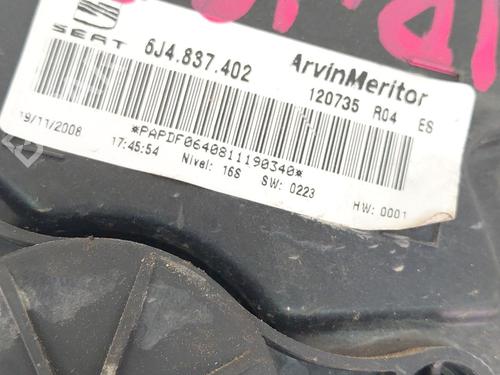 SEAT
6J4.837.402
ArvinMeritor
120735 R04 ES
*PAPDF0640811190340*
19/11/2008
17:45:54
Nivel: 16S
SW: 0223
HW: 0001